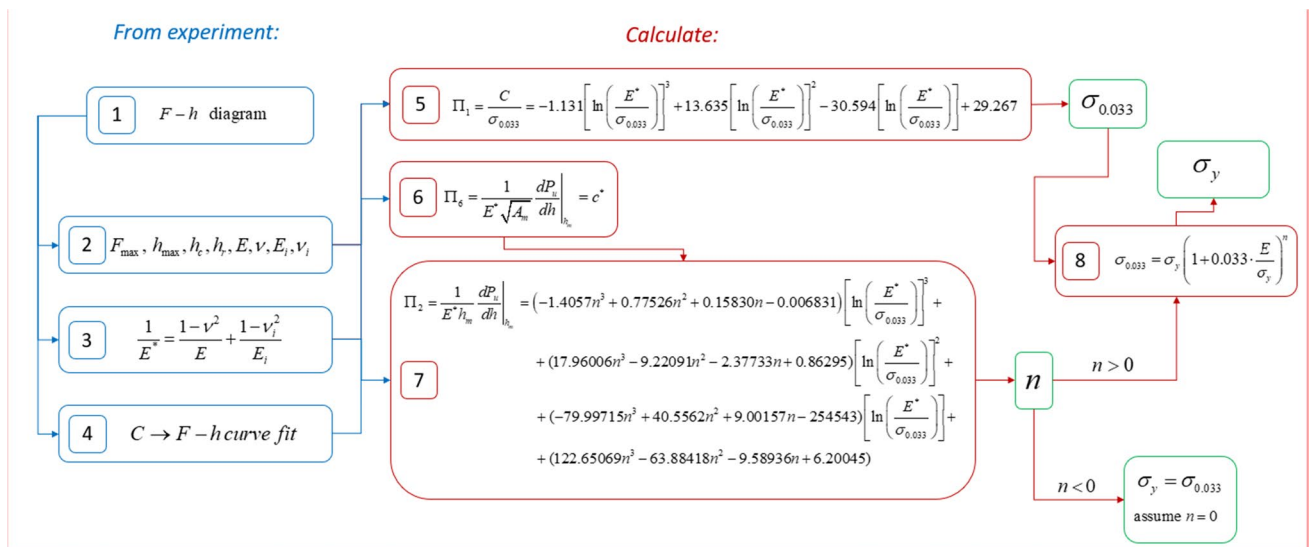 From experiment:
Calculate:
1 F − h diagram
2 F_max, h_max, h_c, h_r, E, ν, E_i, ν_i
3 1/E* = (1−ν²)/E + (1−ν_i²)/E_i
4 C → F − h curve fit
5 Π₁ = C/σ_0.033 = −1.131[ln(E*/σ_0.033)]³ + 13.635[ln(E*/σ_0.033)]² − 30.594[ln(E*/σ_0.033)] + 29.267
σ_0.033
6 Π₆ = 1/(E*√A_m) dP_u/dh|_h_m = c*
7
Π₂ = 1/(E*h_m) dP_u/dh|_h_m = (−1.4057n³ + 0.77526n² + 0.15830n − 0.006831)[ln(E*/σ_0.033)]³ +
+ (17.96006n³ − 9.22091n² − 2.37733n + 0.86295)[ln(E*/σ_0.033)]² +
+ (−79.99715n³ + 40.5562n² + 9.00157n − 254543)[ln(E*/σ_0.033)] +
+ (122.65069n³ − 63.88418n² − 9.58936n + 6.20045)
n
n > 0
8 σ_0.033 = σ_y(1 + 0.033 · E/σ_y)^n
σ_y
n < 0
σ_y = σ_0.033
assume n = 0